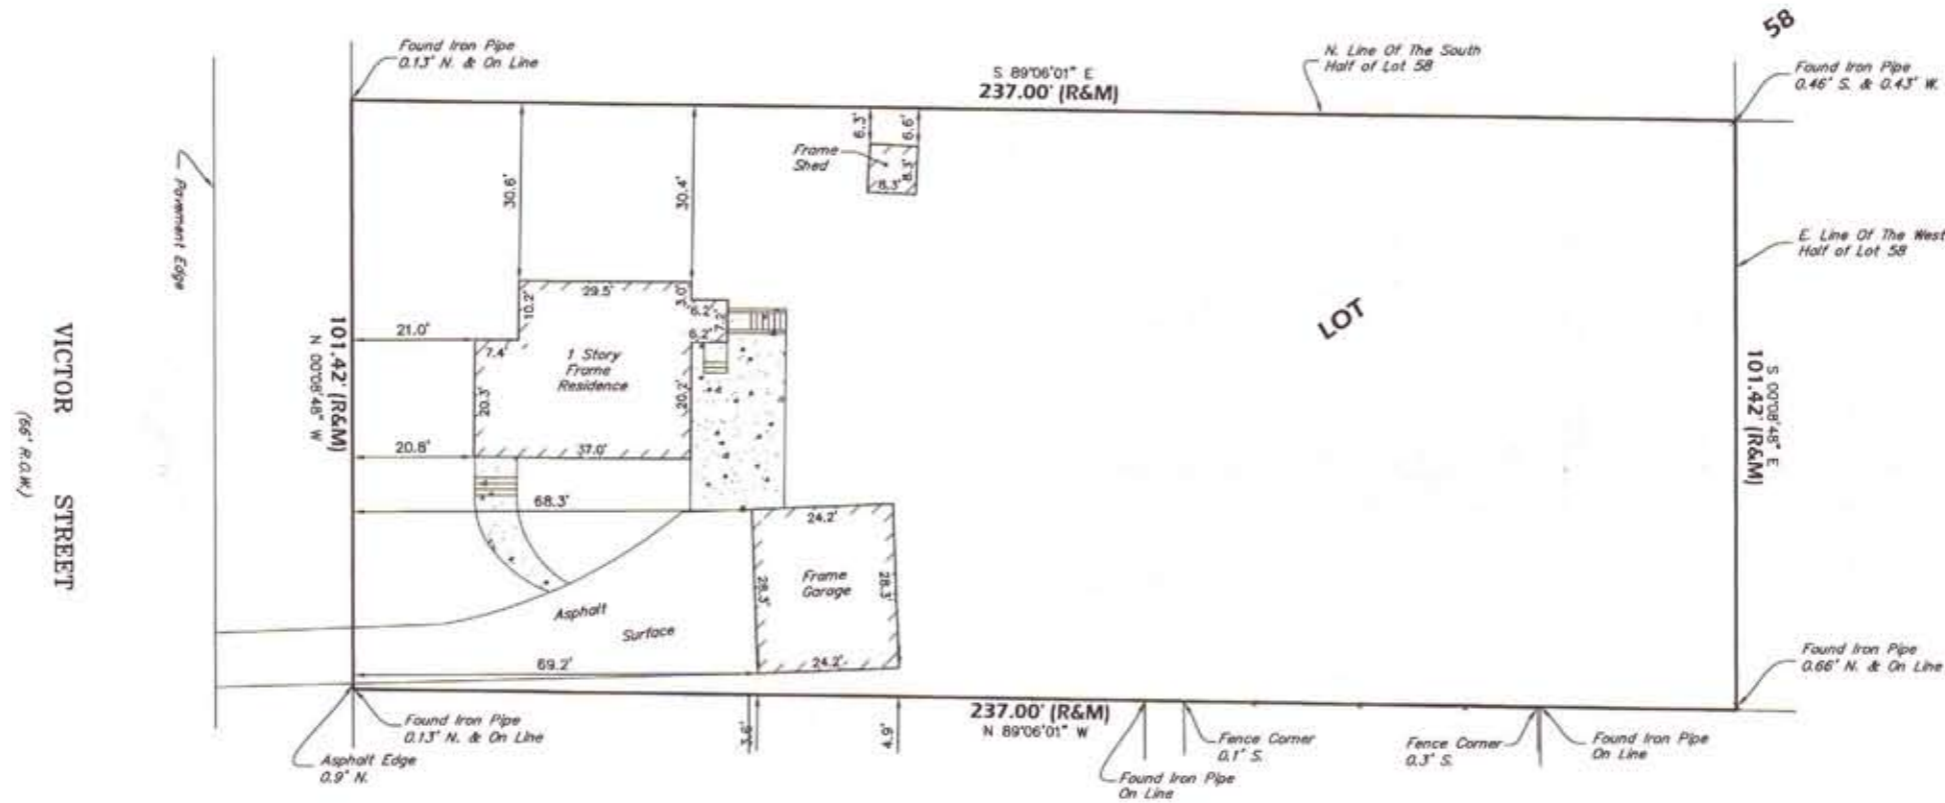 58
Found Iron Pipe
0.13' N. & On Line
S 89°06'01" E
237.00' (R&M)
N. Line Of The South
Half of Lot 58
Found Iron Pipe
0.46' S. & 0.43' W.
Pavement Edge
30.6'
30.4'
6.3'
6.6'
Frame
Shed
8.3'
8.3'
E. Line Of The West
Half of Lot 58
LOT
VICTOR STREET
(66' R.O.W.)
101.42' (R&M)
N 00°08'48" W
21.0'
10.2'
29.5'
3.0'
6.2'
7.2'
6.2'
7.4'
1 Story
Frame
Residence
20.3'
20.2'
20.8'
37.0'
S 00°08'48" E
101.42' (R&M)
68.3'
24.2'
28.3'
Frame
Garage
28.3'
Asphalt
Surface
69.2'
24.2'
Found Iron Pipe
0.66' N. & On Line
237.00' (R&M)
N 89°06'01" W
3.6'
4.9'
Found Iron Pipe
0.13' N. & On Line
Asphalt Edge
0.9' N.
Fence Corner
0.1' S.
Found Iron Pipe
On Line
Fence Corner
0.3' S.
Found Iron Pipe
On Line